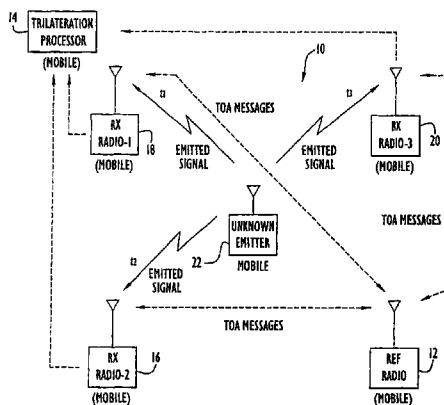 14
TRILATERATION
PROCESSOR
(MOBILE)
10
t1
TOA MESSAGES
t3
RX
RADIO-1
18
(MOBILE)
EMITTED
SIGNAL
EMITTED
SIGNAL
RX
RADIO-3
20
(MOBILE)
UNKNOWN
EMITTER
22
MOBILE
TOA MESSAGES
t2
EMITTED
SIGNAL
TOA MESSAGES
RX
RADIO-2
16
(MOBILE)
REF
RADIO
12
(MOBILE)